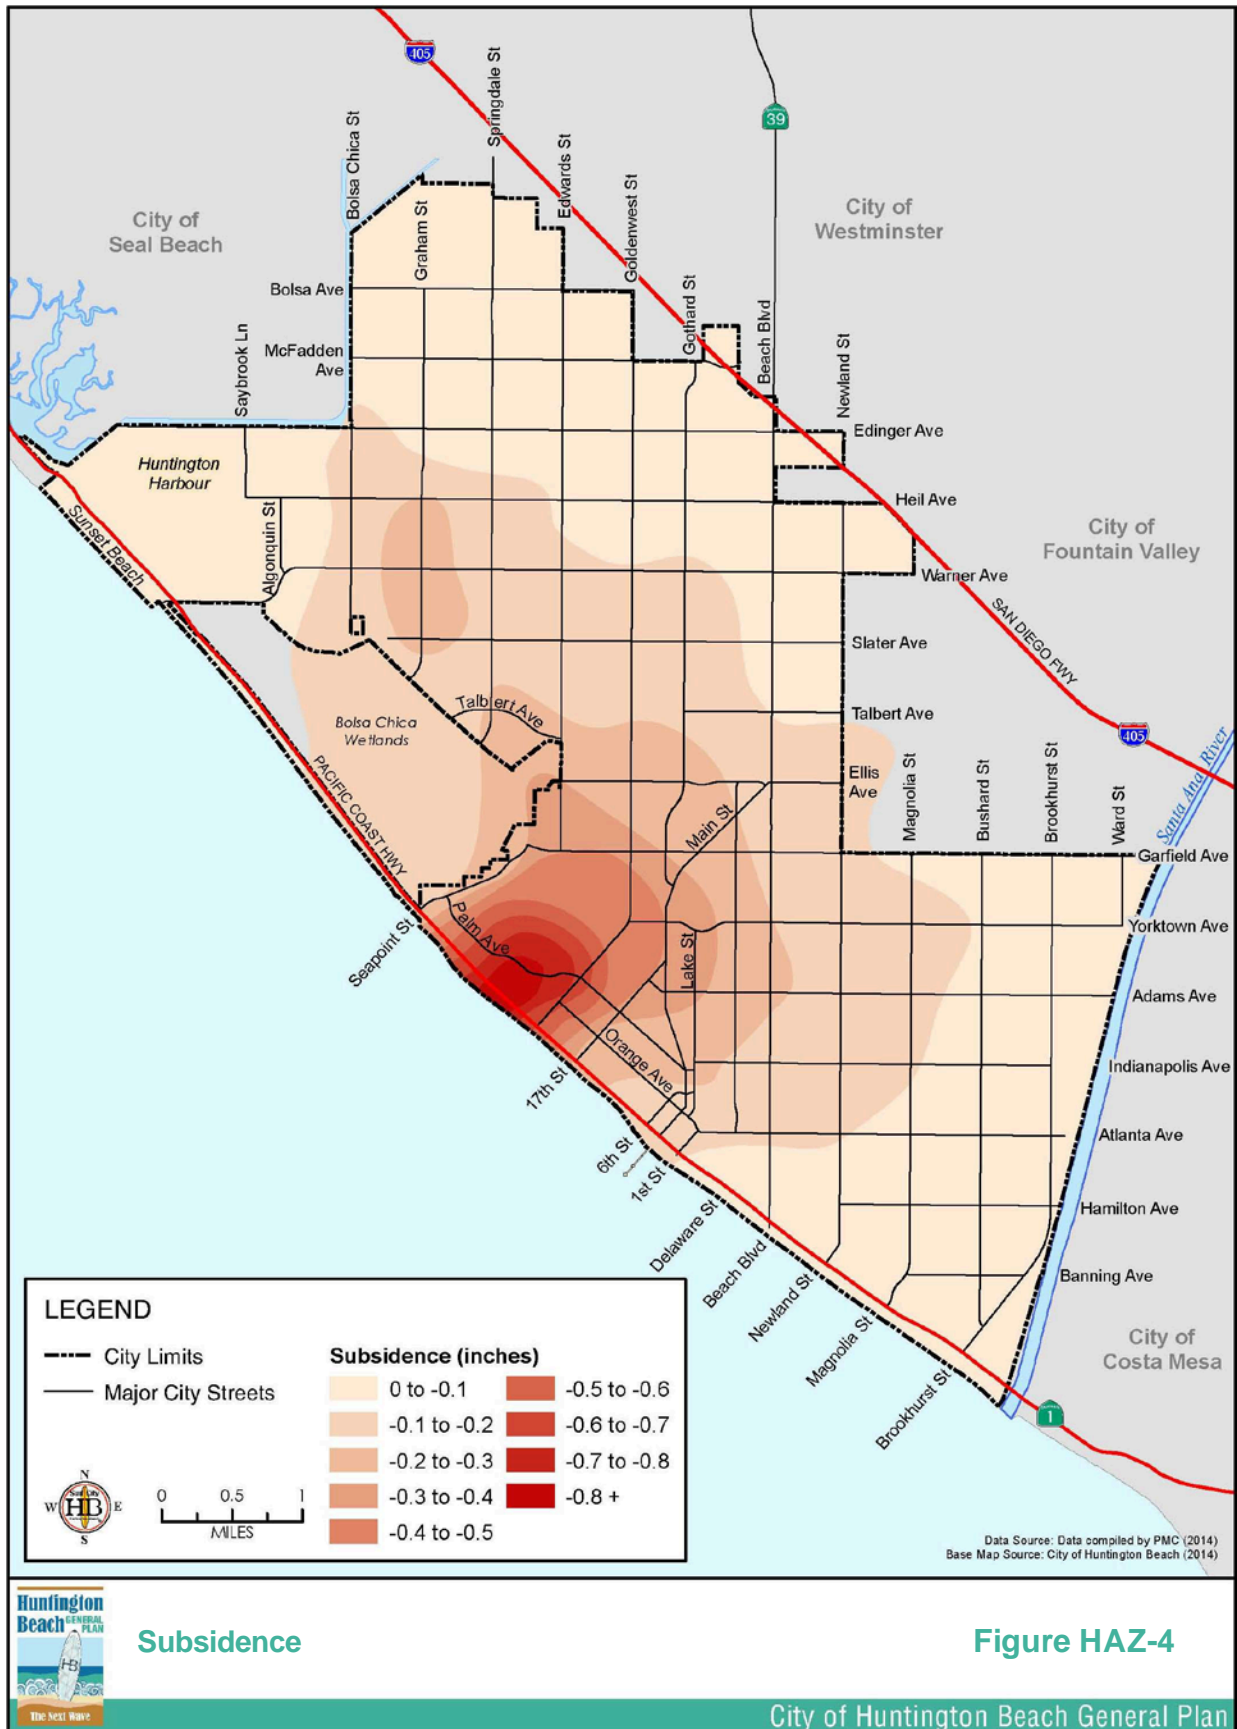 405
39
Springdale St
Bolsa Chica St
Edwards St
Goldenwest St
Graham St
Gothard St
Beach Blvd
Newland St
Saybrook Ln
City of
Seal Beach
City of
Westminster
Bolsa Ave
McFadden
Ave
Edinger Ave
Huntington
Harbour
Heil Ave
Sunset Beach
Algonquin St
City of
Fountain Valley
Warner Ave
SAN DIEGO FWY
Slater Ave
Talbert Ave
Talbert Ave
Bolsa Chica
Wetlands
405
Santa Ana River
PACIFIC COAST HWY
Ellis
Ave
Magnolia St
Bushard St
Brookhurst St
Ward St
Main St
Garfield Ave
Seapoint St
Palm Ave
Yorktown Ave
Lake St
Adams Ave
Orange Ave
Indianapolis Ave
17th St
Atlanta Ave
6th St
1st St
Hamilton Ave
Delaware St
Beach Blvd
Banning Ave
Newland St
Magnolia St
Brookhurst St
City of
Costa Mesa
1
LEGEND
City Limits
Major City Streets
Subsidence (inches)
0 to -0.1
-0.1 to -0.2
-0.2 to -0.3
-0.3 to -0.4
-0.4 to -0.5
-0.5 to -0.6
-0.6 to -0.7
-0.7 to -0.8
-0.8 +
N
W
HB
E
S
0 0.5 1
MILES
Data Source: Data compiled by PMC (2014)
Base Map Source: City of Huntington Beach (2014)
Huntington
Beach GENERAL
PLAN
HB
The Next Wave
Subsidence
Figure HAZ-4
City of Huntington Beach General Plan